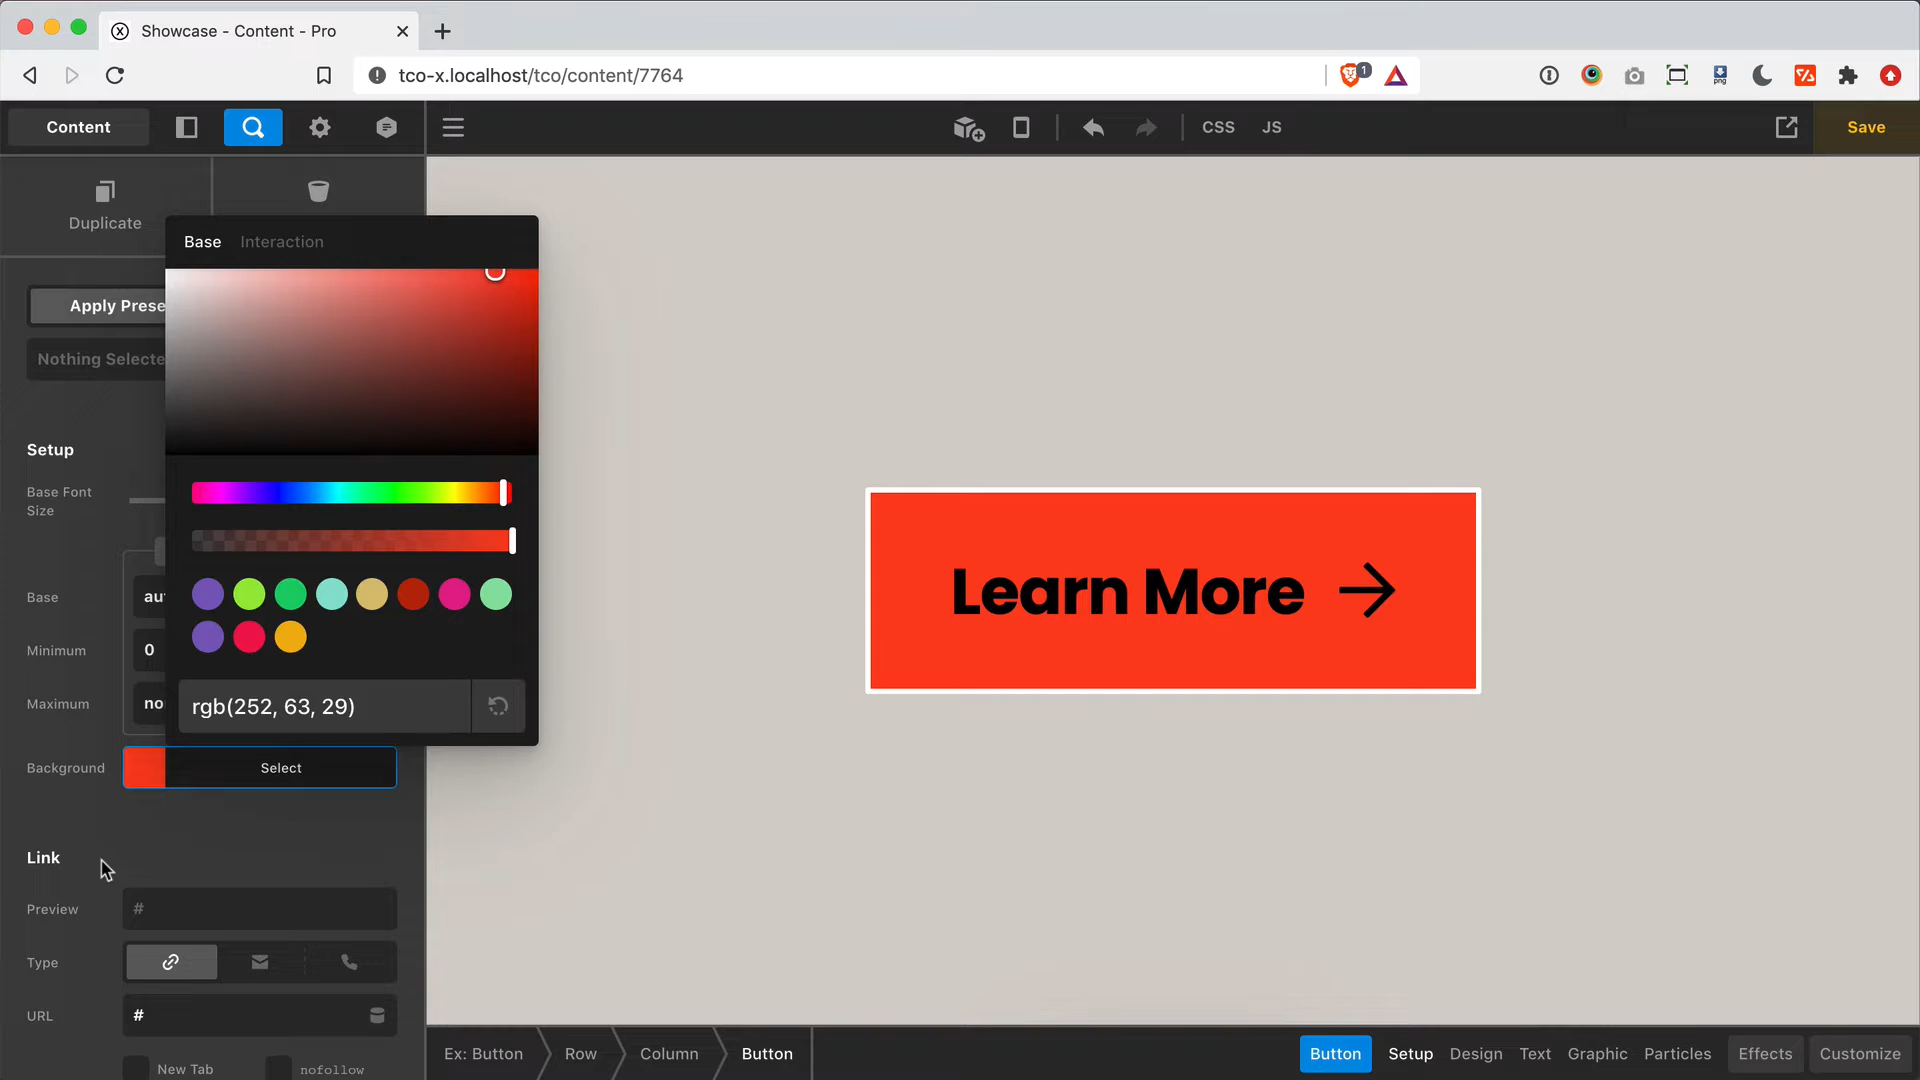 Showcase - Content - Pro
tco-x.localhost/tco/content/7764
1
png
Content
CSS
JS
Save
Duplicate
Base
Interaction
Apply Prese
Nothing Selecte
Setup
Base Font
Size
Base
au
Minimum
0
Maximum
no
rgb(252, 63, 29)
Background
Select
Learn More
Link
Preview
#
Type
URL
#
New Tab
nofollow
Ex: Button
Row
Column
Button
Button
Setup
Design
Text
Graphic
Particles
Effects
Customize